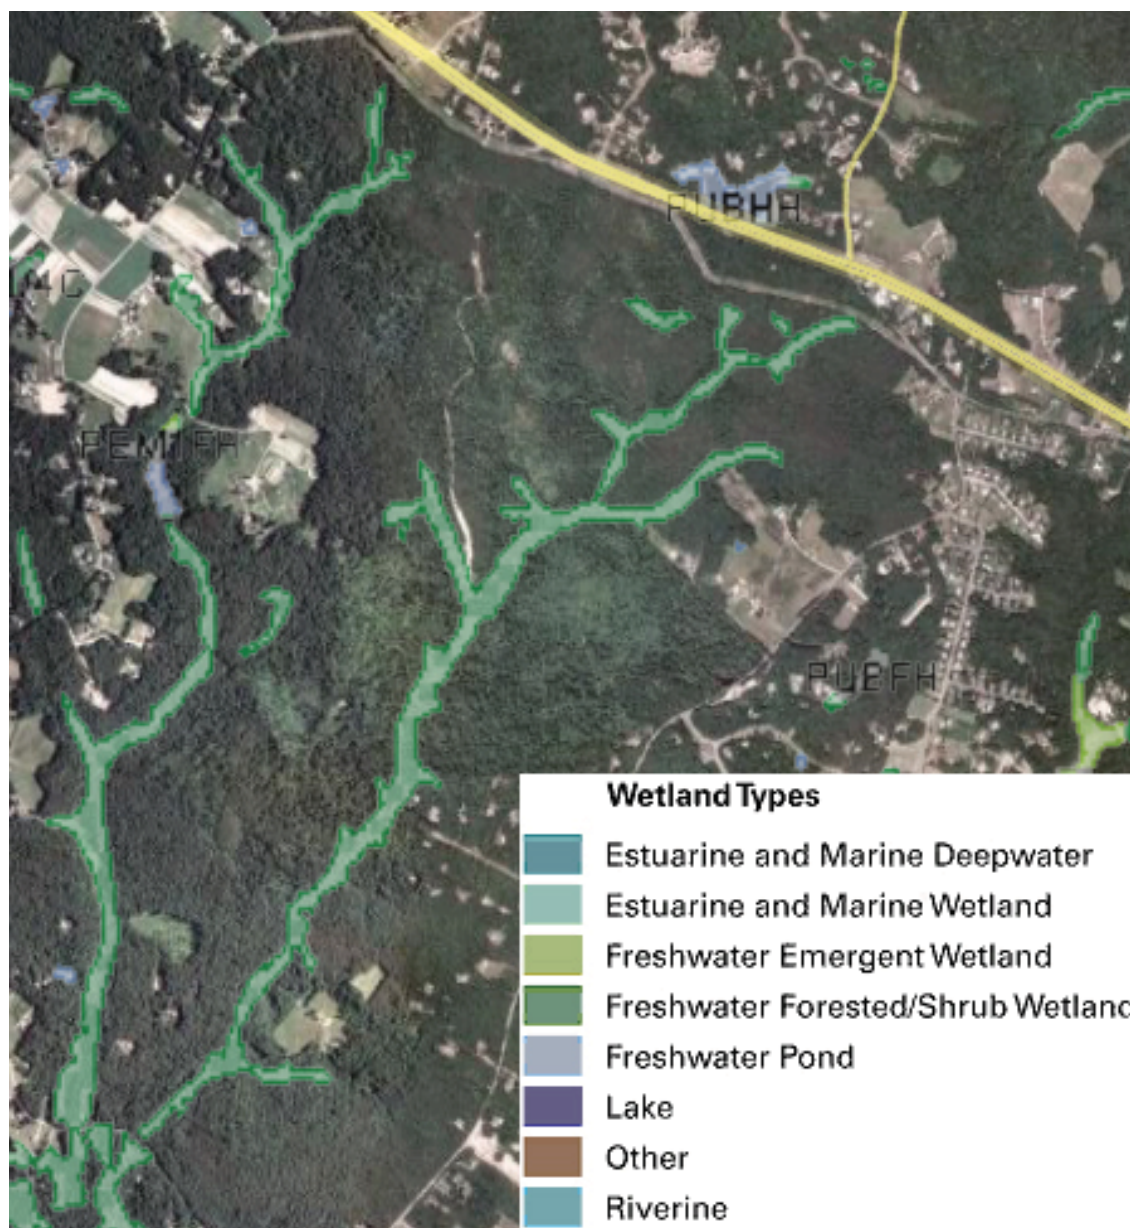 PUBHH
PEM1FH
PUBFH
Wetland Types
Estuarine and Marine Deepwater
Estuarine and Marine Wetland
Freshwater Emergent Wetland
Freshwater Forested/Shrub Wetland
Freshwater Pond
Lake
Other
Riverine